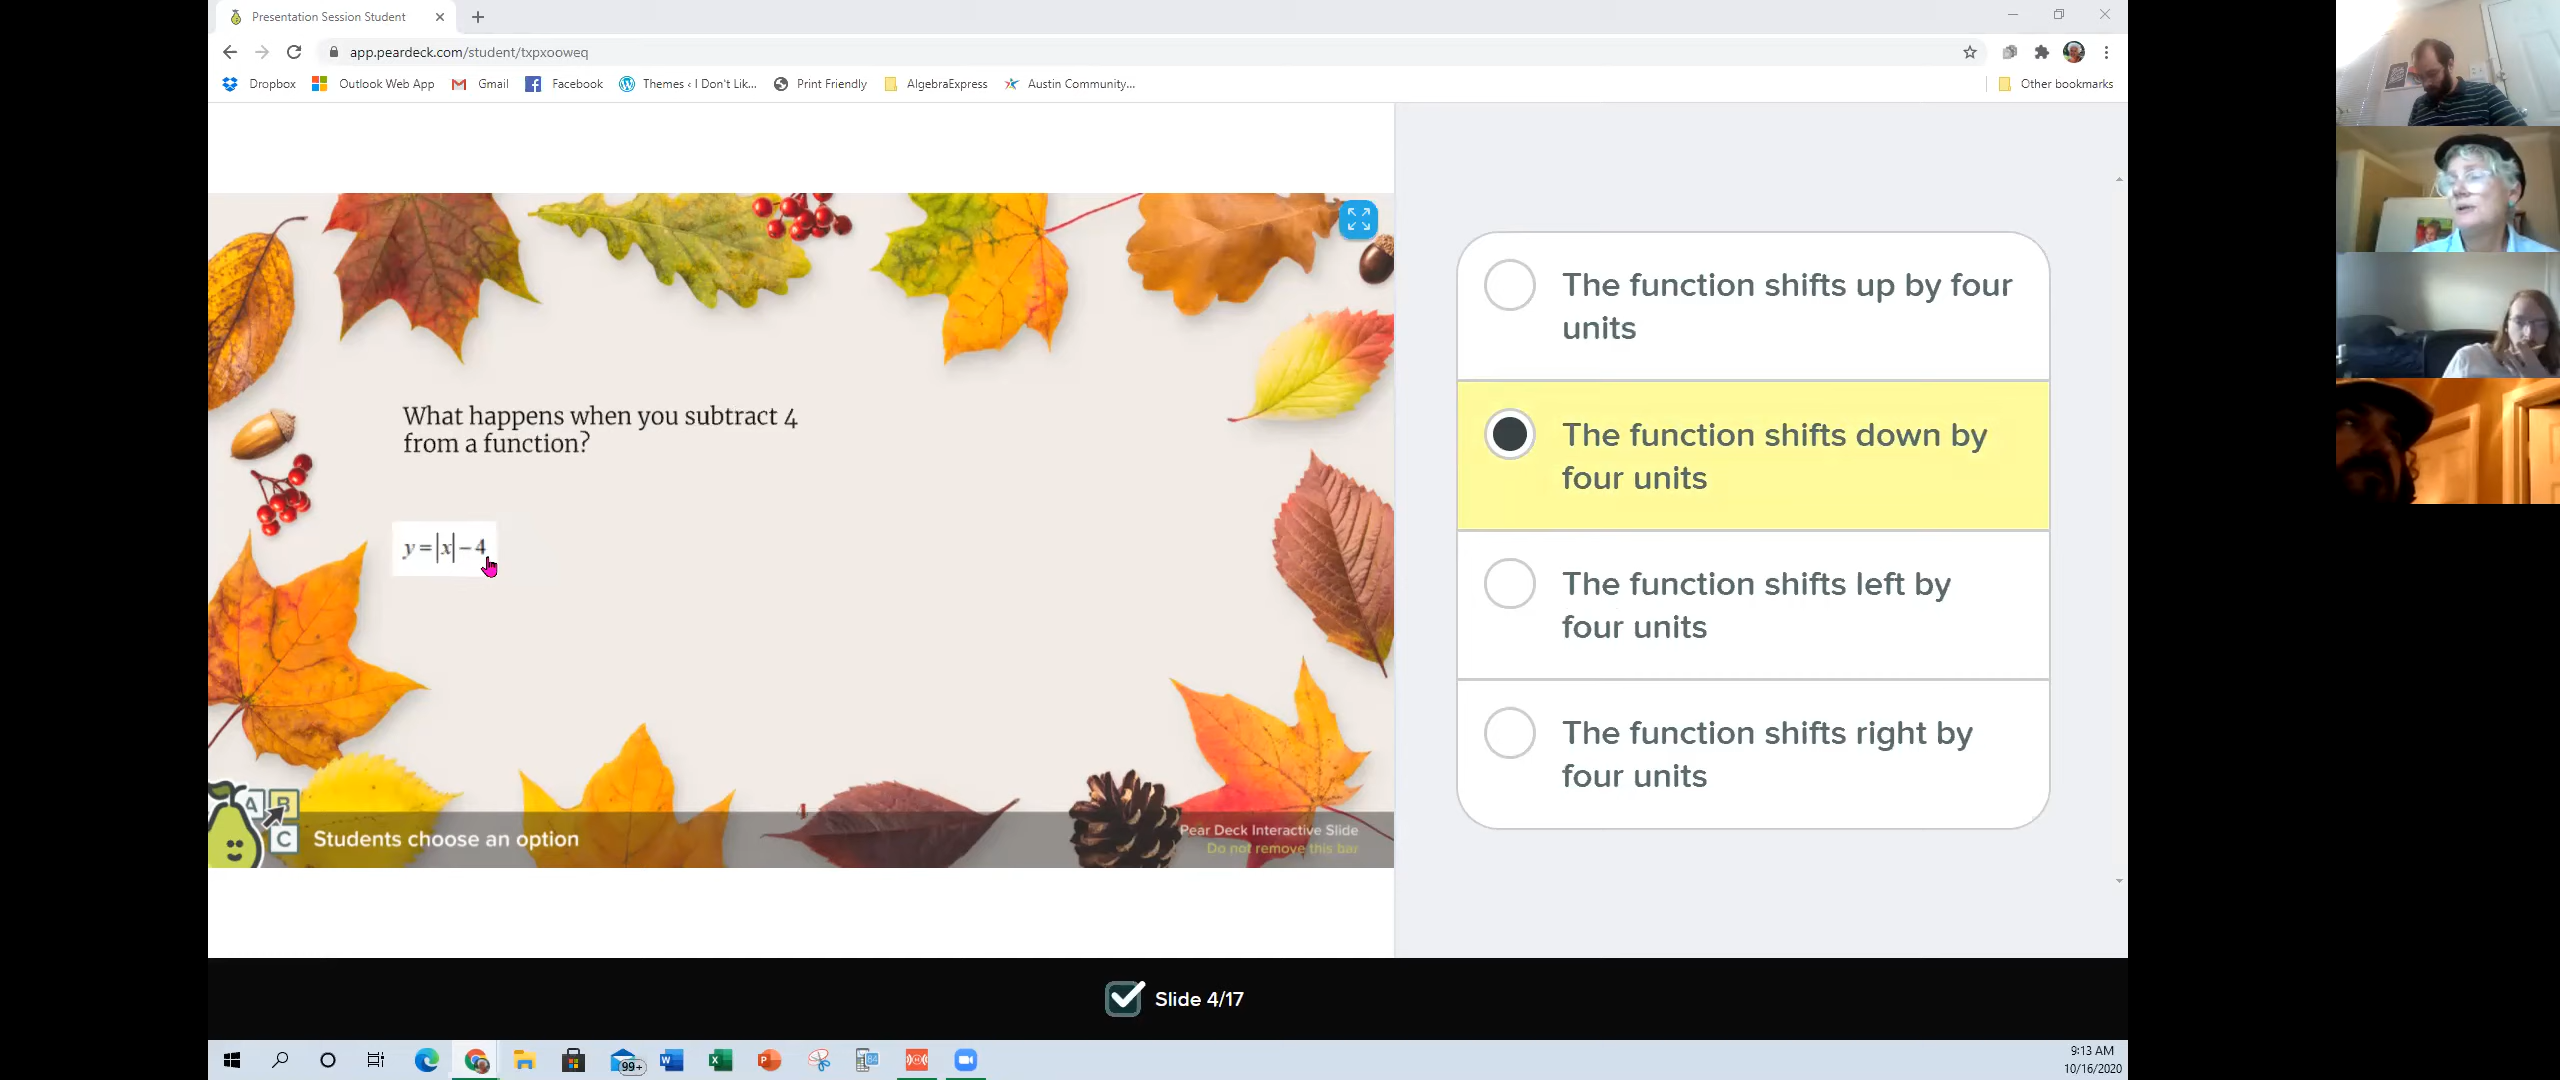 Presentation Session Student
app.peardeck.com/student/txpxooweq
Dropbox Outlook Web App Gmail Facebook Themes ‹ I Don't Lik... Print Friendly AlgebraExpress Austin Community... Other bookmarks
What happens when you subtract 4
from a function?
y = |x| − 4
A B
C
Students choose an option
4
Pear Deck Interactive Slide
Do not remove this bar
The function shifts up by four
units
The function shifts down by
four units
The function shifts left by
four units
The function shifts right by
four units
Slide 4/17
99+
9:13 AM
10/16/2020